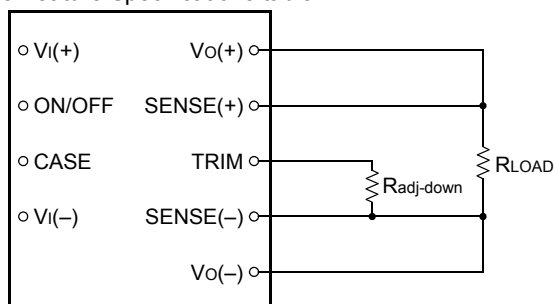 VI(+)
VO(+)
ON/OFF
SENSE(+)
CASE
TRIM
RLOAD
Radj-down
VI(–)
SENSE(–)
VO(–)